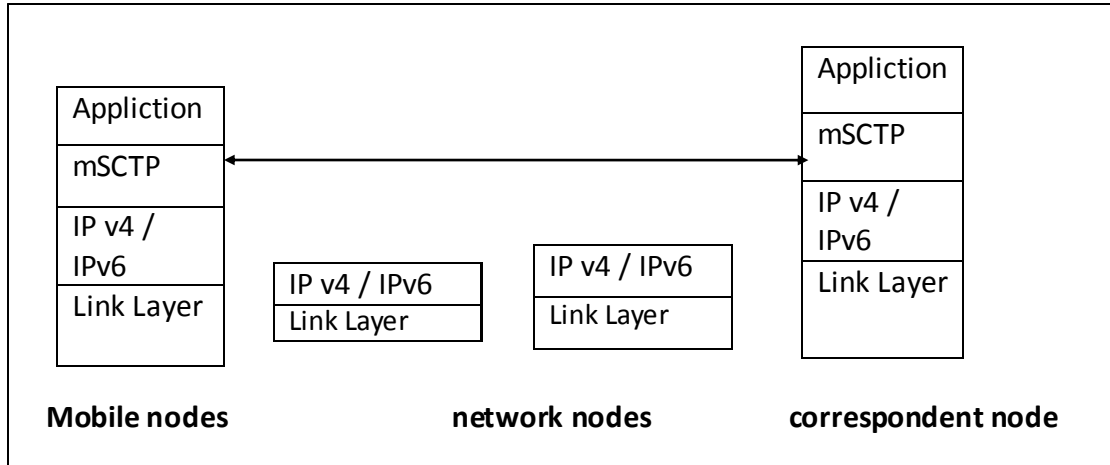 Appliction
mSCTP
IP v4 /
IPv6
Link Layer
IP v4 / IPv6
Link Layer
IP v4 / IPv6
Link Layer
Appliction
mSCTP
IP v4 /
IPv6
Link Layer
Mobile nodes
network nodes
correspondent node